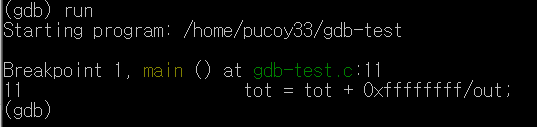 (gdb) run
Starting program: /home/pucoy33/gdb-test
Breakpoint 1, main () at gdb-test.c:11
11 tot = tot + 0xffffffff/out;
(gdb)